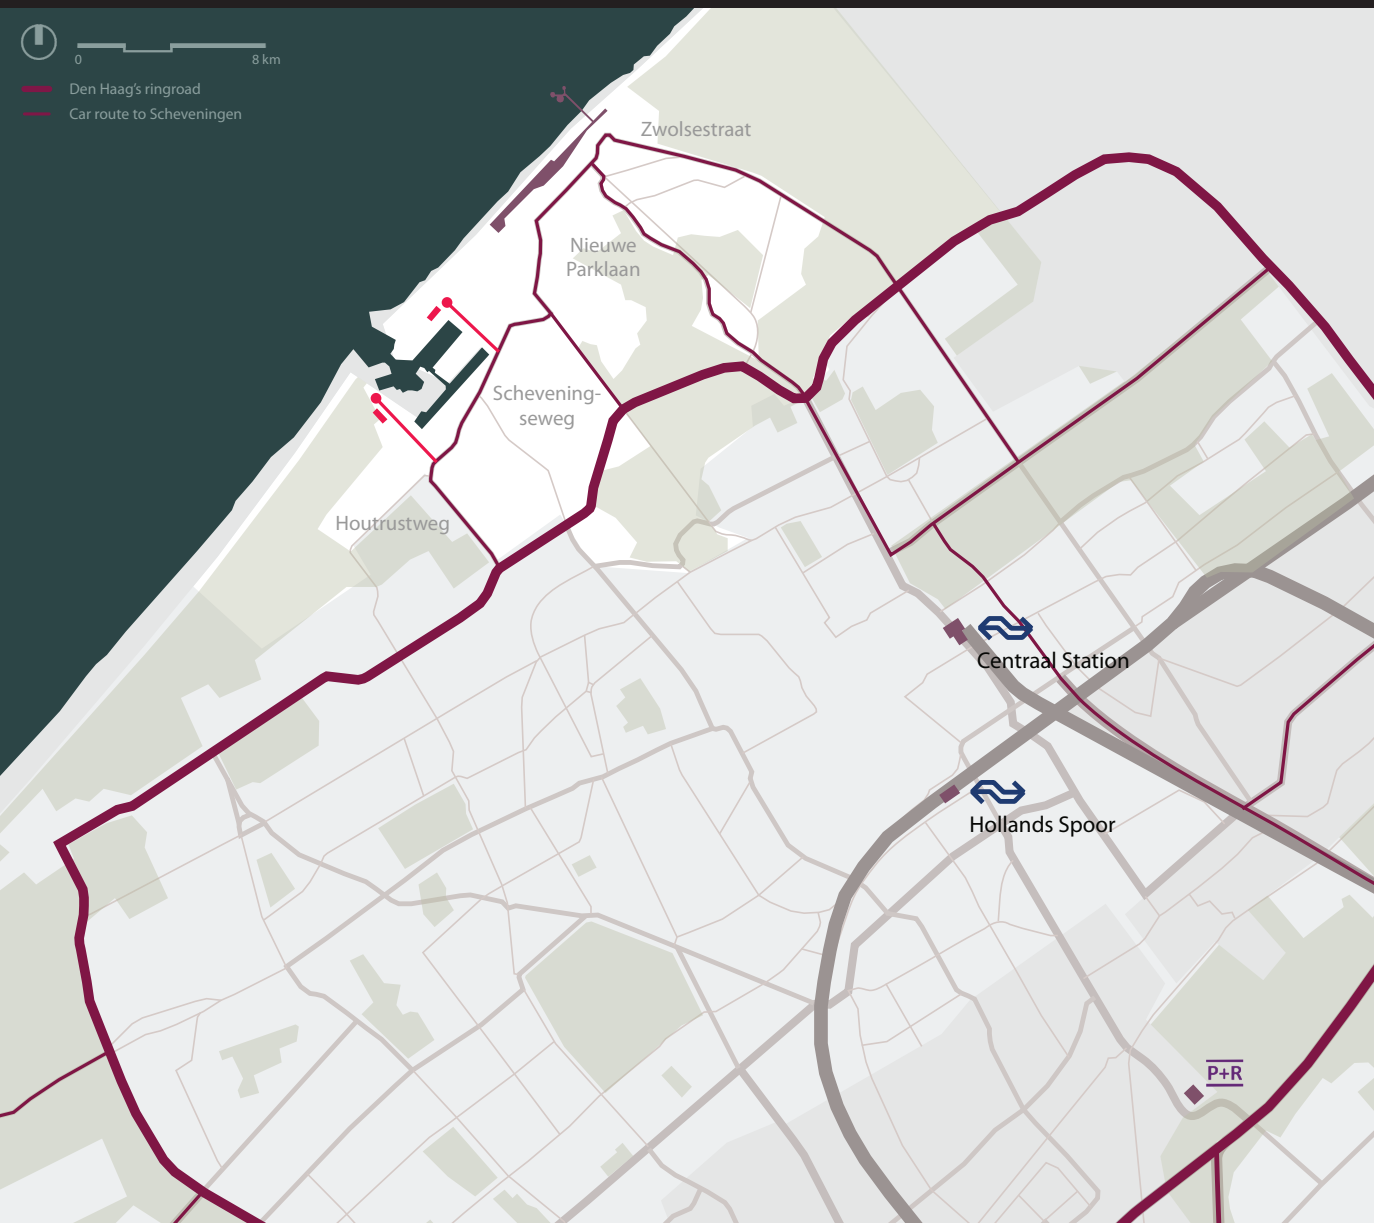 0 8 km
Den Haag's ringroad
Car route to Scheveningen
Zwolsestraat
Nieuwe
Parklaan
Schevening-
seweg
Houtrustweg
Centraal Station
Hollands Spoor
P+R